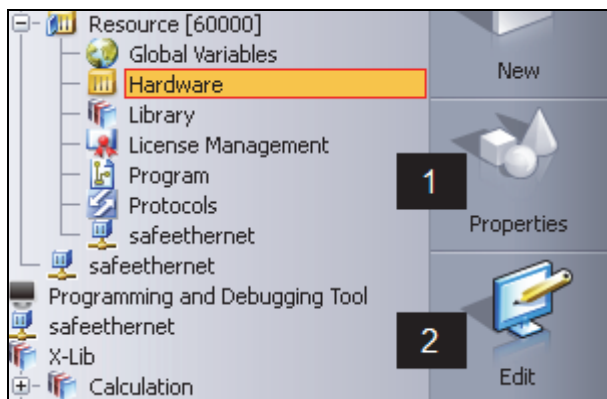 Resource [60000]
Global Variables
Hardware
Library
License Management
Program
Protocols
safeethernet
safeethernet
Programming and Debugging Tool
safeethernet
X-Lib
Calculation
New
1
Properties
2
Edit